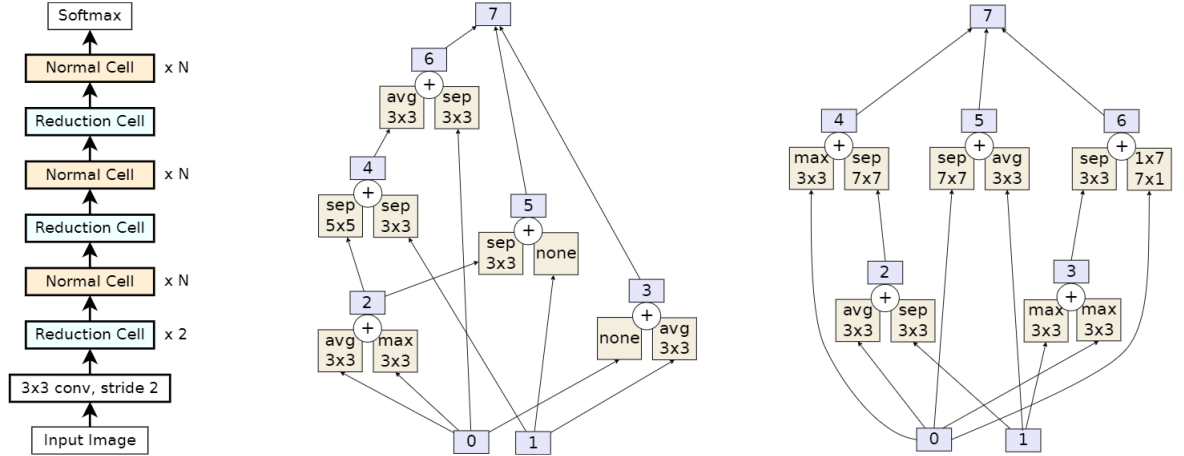 Softmax
Normal Cell x N
Reduction Cell
Normal Cell x N
Reduction Cell
Normal Cell x N
Reduction Cell x 2
3x3 conv, stride 2
Input Image
7
6
+
avg sep
3x3 3x3
4
+
sep sep
5x5 3x3
5
+
sep none
3x3
2
+
avg max
3x3 3x3
3
+
none avg
3x3
0 1
7
4 5 6
+ + +
max sep sep avg sep 1x7
3x3 7x7 7x7 3x3 3x3 7x1
2 3
+ +
avg sep max max
3x3 3x3 3x3 3x3
0 1